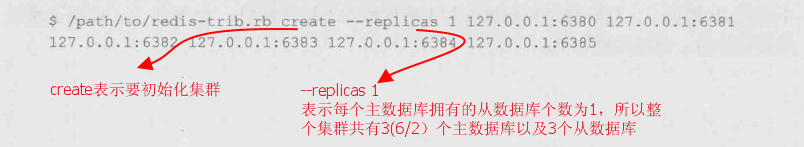 $ /path/to/redis-trib.rb create --replicas 1 127.0.0.1:6380 127.0.0.1:6381
127.0.0.1:6382 127.0.0.1:6383 127.0.0.1:6384 127.0.0.1:6385
create表示要初始化集群
--replicas 1
表示每个主数据库拥有的从数据库个数为1，所以整
个集群共有3(6/2）个主数据库以及3个从数据库